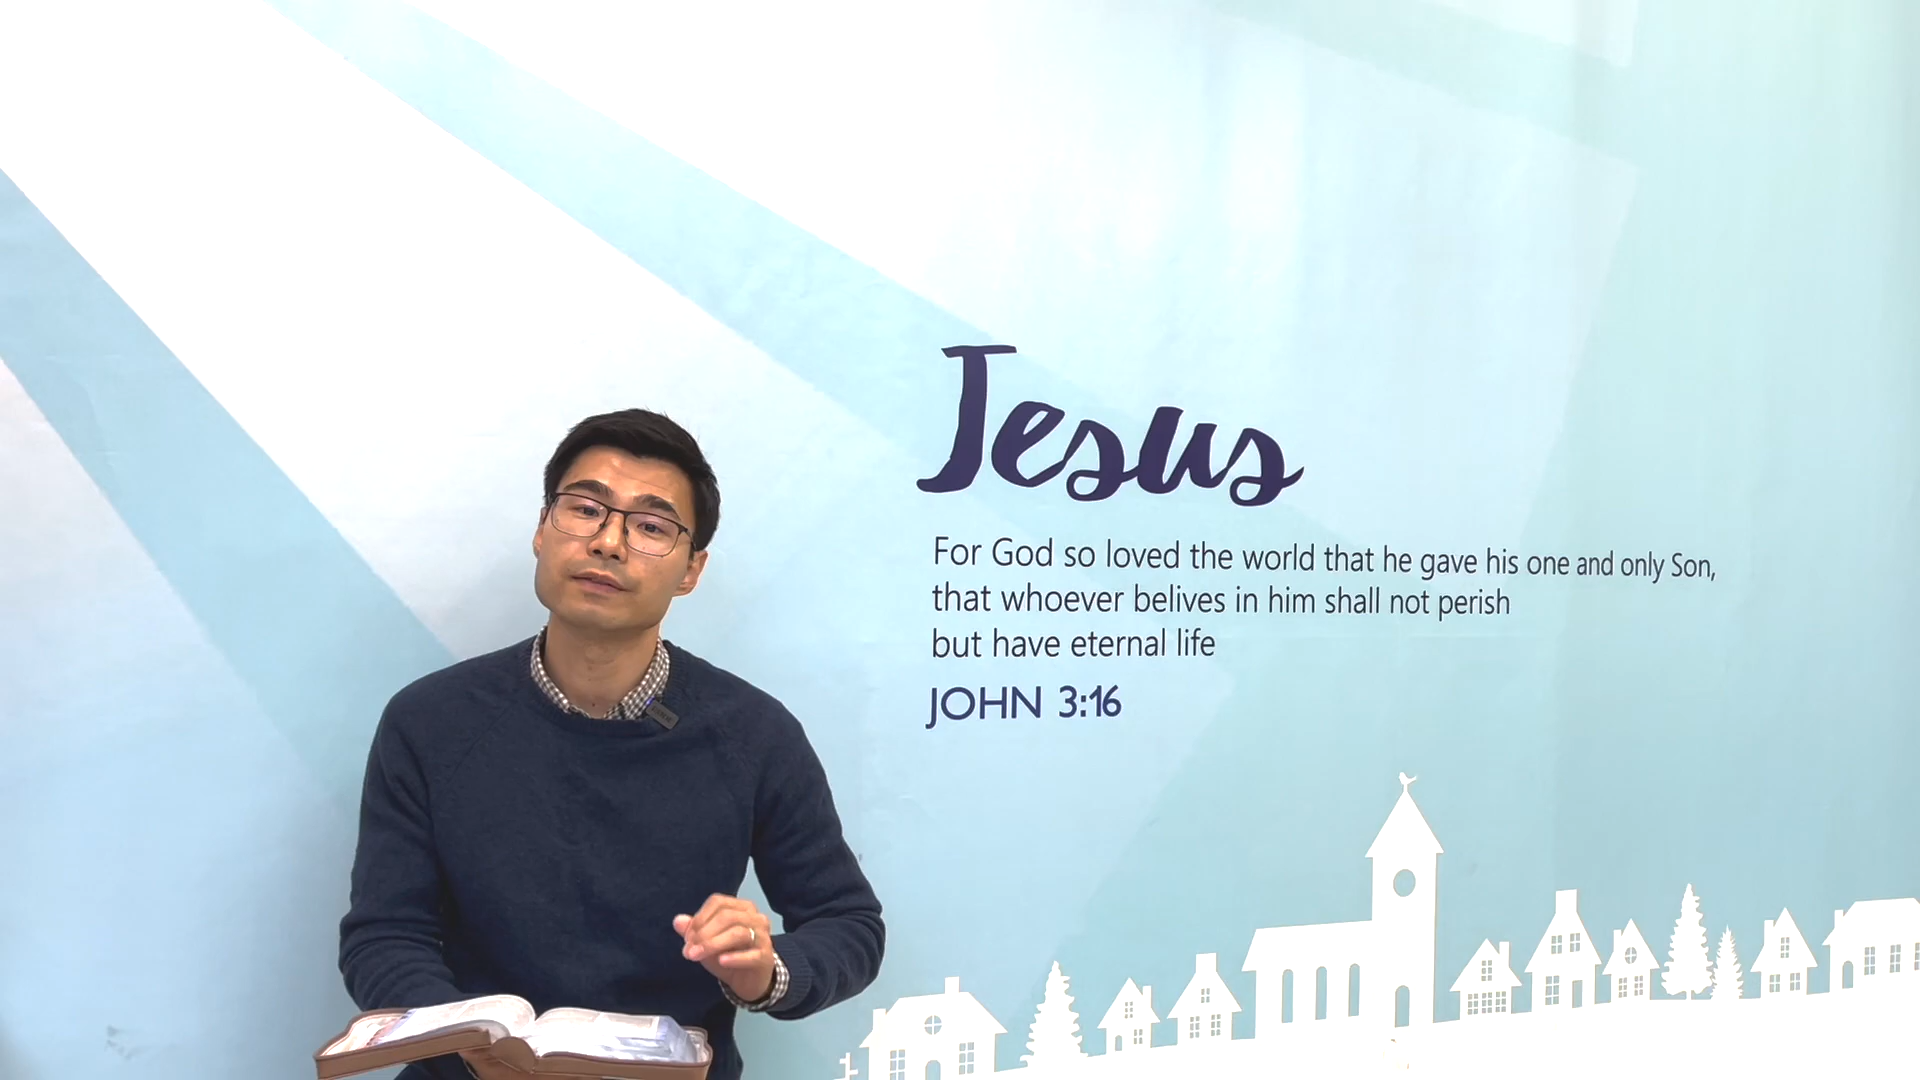 Jesus
For God so loved the world that he gave his one and only Son,
that whoever belives in him shall not perish
but have eternal life
JOHN 3:16